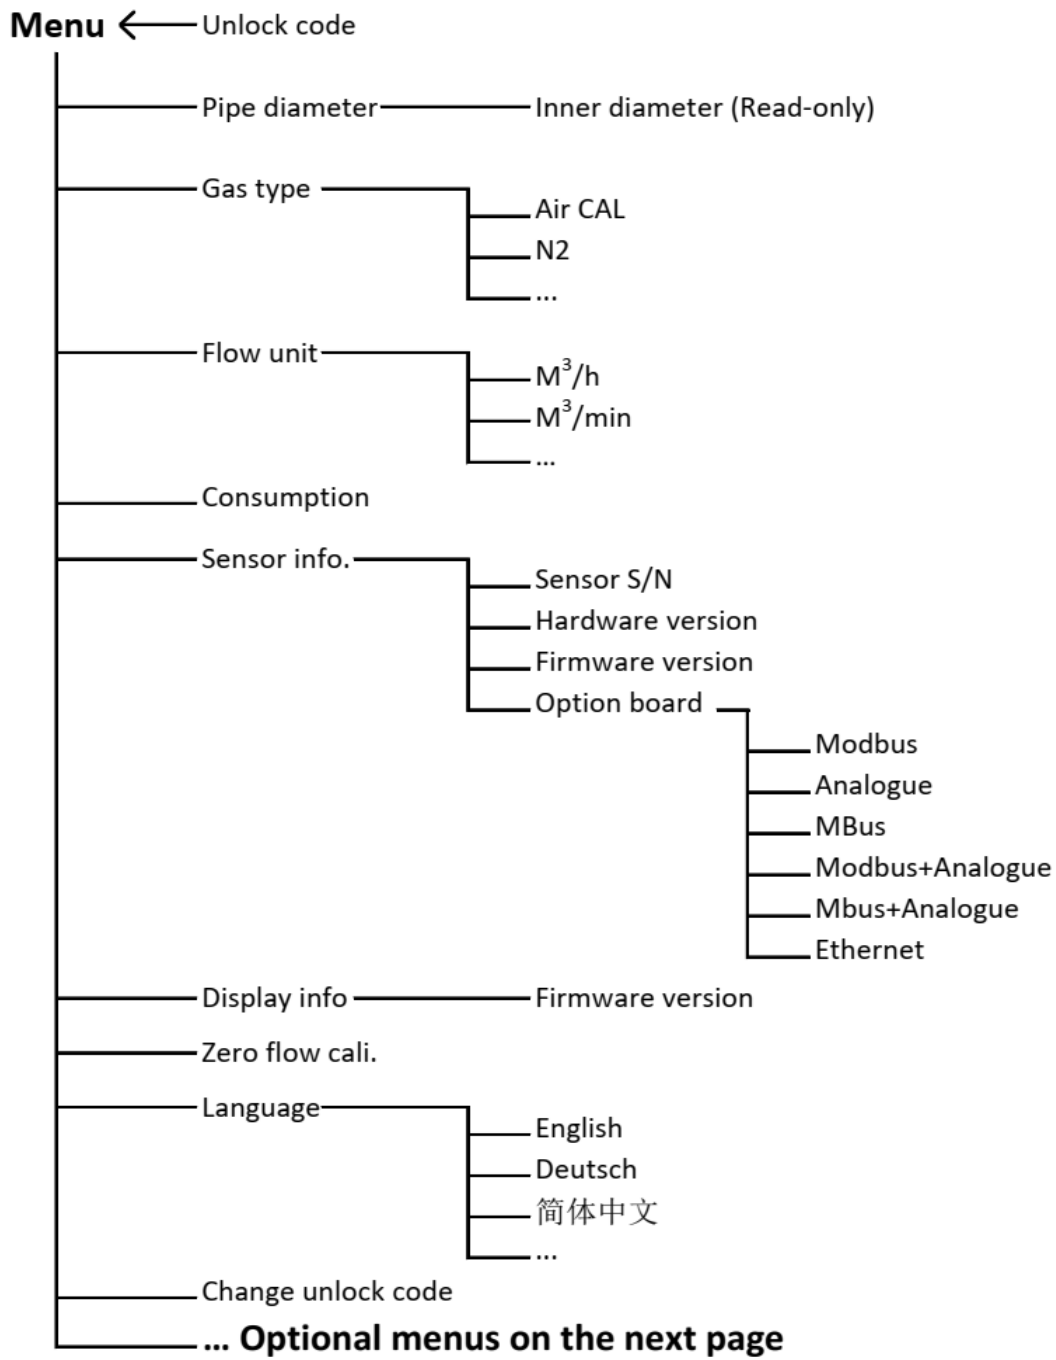 Menu Unlock code
Pipe diameter Inner diameter (Read-only)
Gas type
Air CAL
N2
...
Flow unit
M³/h
M³/min
...
Consumption
Sensor info.
Sensor S/N
Hardware version
Firmware version
Option board
Modbus
Analogue
MBus
Modbus+Analogue
Mbus+Analogue
Ethernet
Display info Firmware version
Zero flow cali.
Language
English
Deutsch
简体中文
...
Change unlock code
... Optional menus on the next page